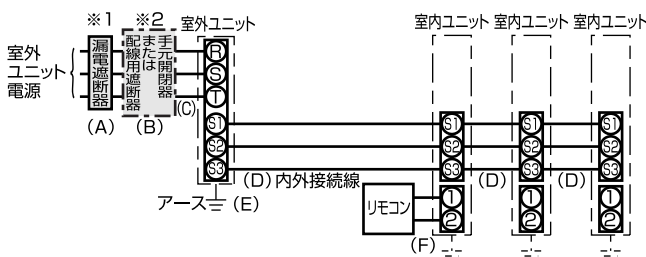 ※1
※2
室外ユニット
室内ユニット
室内ユニット
室内ユニット
室外
ユニット
電源
漏電遮断器
手元開閉器
または
配線用遮断器
R
S
T
(A)
(B)
(C)
S1
S2
S3
S1
S2
S3
S1
S2
S3
S1
S2
S3
(D)内外接続線
(D)
(D)
アース
(E)
リモコン
1
2
1
2
1
2
(F)